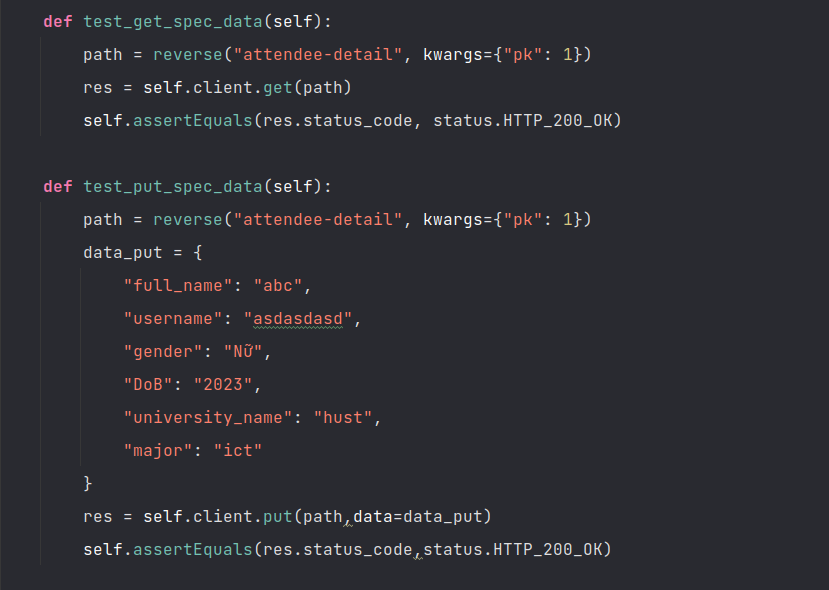 def test_get_spec_data(self):
    path = reverse("attendee-detail", kwargs={"pk": 1})
    res = self.client.get(path)
    self.assertEquals(res.status_code, status.HTTP_200_OK)

def test_put_spec_data(self):
    path = reverse("attendee-detail", kwargs={"pk": 1})
    data_put = {
        "full_name": "abc",
        "username": "asdasdasd",
        "gender": "Nữ",
        "DoB": "2023",
        "university_name": "hust",
        "major": "ict"
    }
    res = self.client.put(path,data=data_put)
    self.assertEquals(res.status_code,status.HTTP_200_OK)